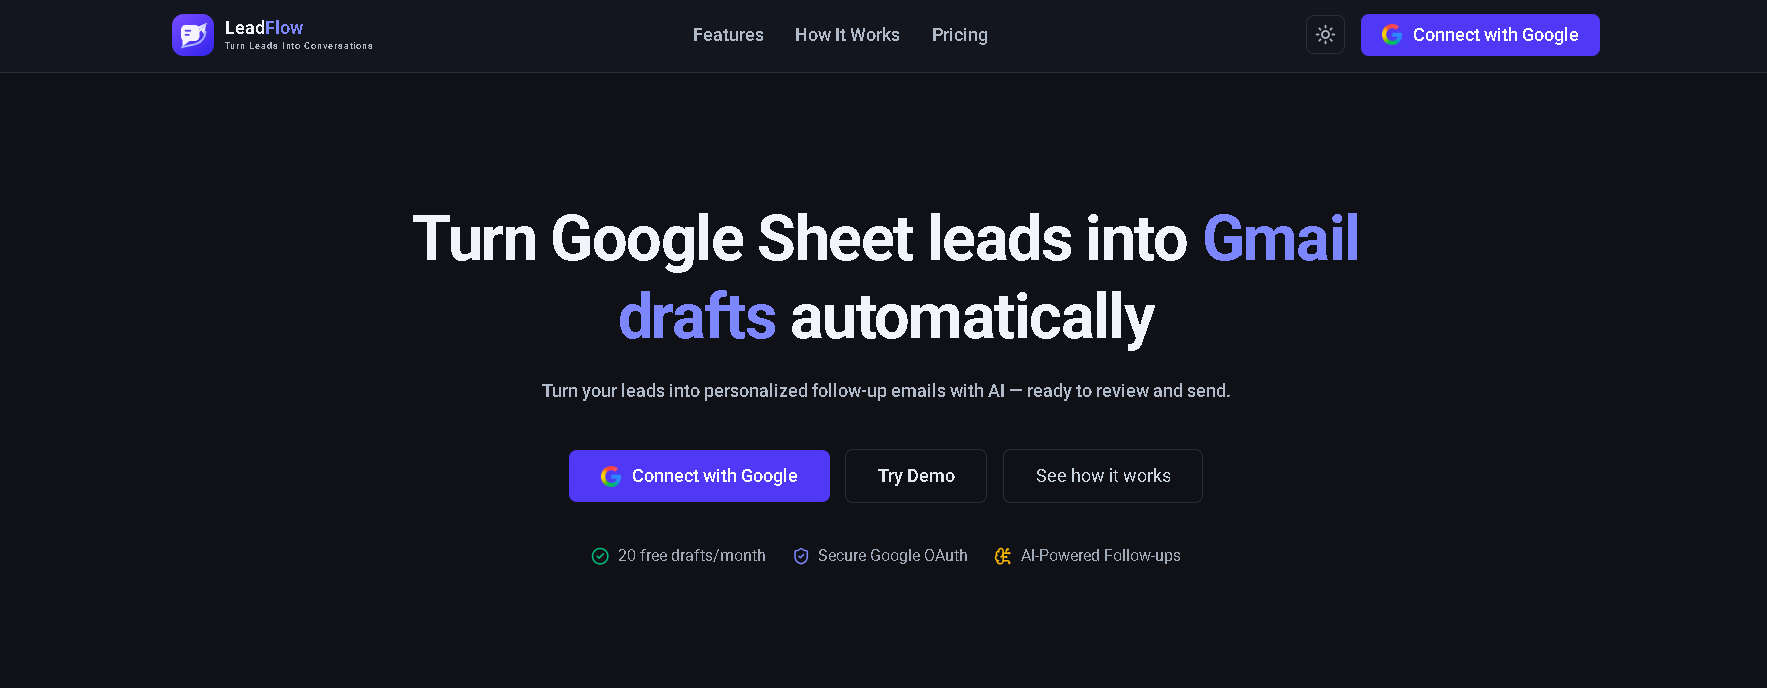 LeadFlow
Turn Leads Into Conversations
Features
How It Works
Pricing
Connect with Google
Turn Google Sheet leads into Gmail
drafts automatically
Turn your leads into personalized follow-up emails with AI — ready to review and send.
Connect with Google
Try Demo
See how it works
20 free drafts/month
Secure Google OAuth
AI-Powered Follow-ups